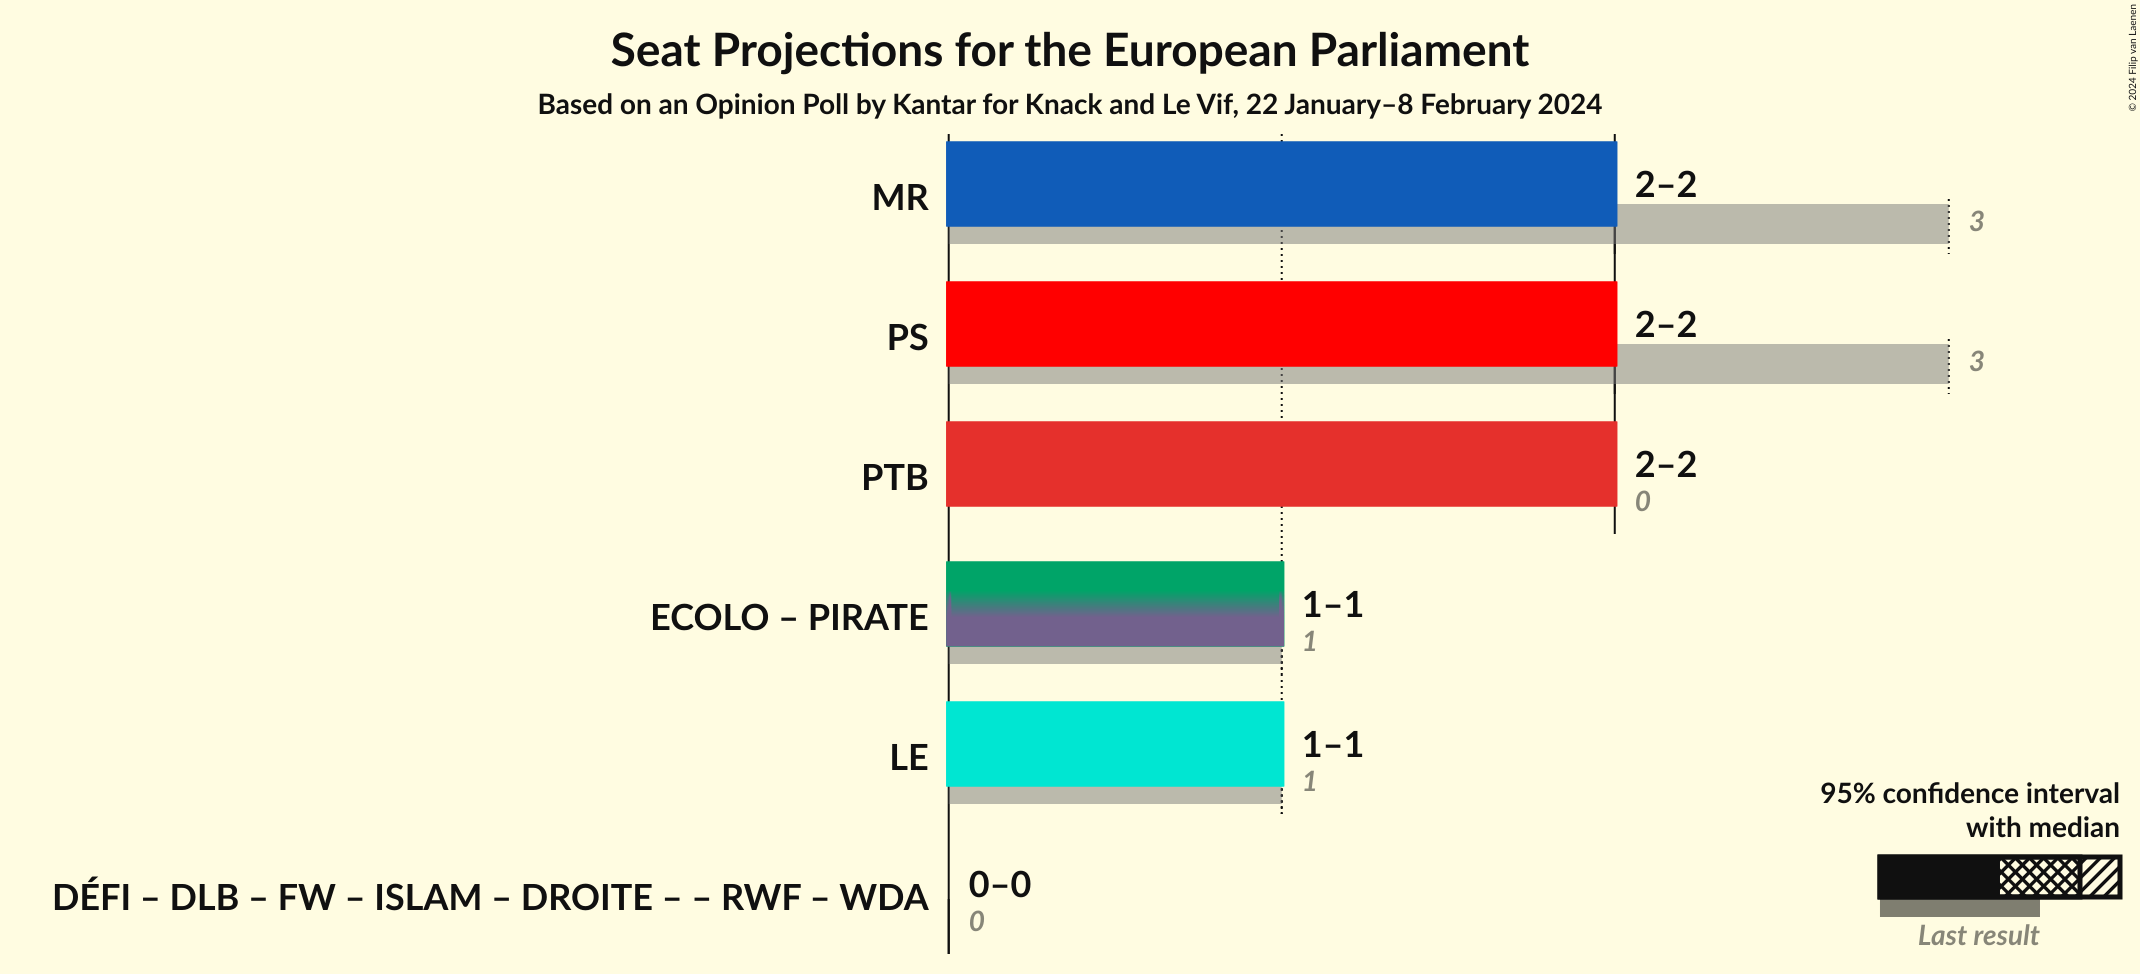 Seat Projections for the European Parliament
Based on an Opinion Poll by Kantar for Knack and Le Vif, 22 January–8 February 2024
© 2024 Filip van Laenen
MR
2–2
3
PS
2–2
3
PTB
2–2
0
ECOLO – PIRATE
1–1
1
LE
1–1
1
DÉFI – DLB – FW – ISLAM – DROITE – – RWF – WDA
0–0
0
95% confidence interval
with median
Last result